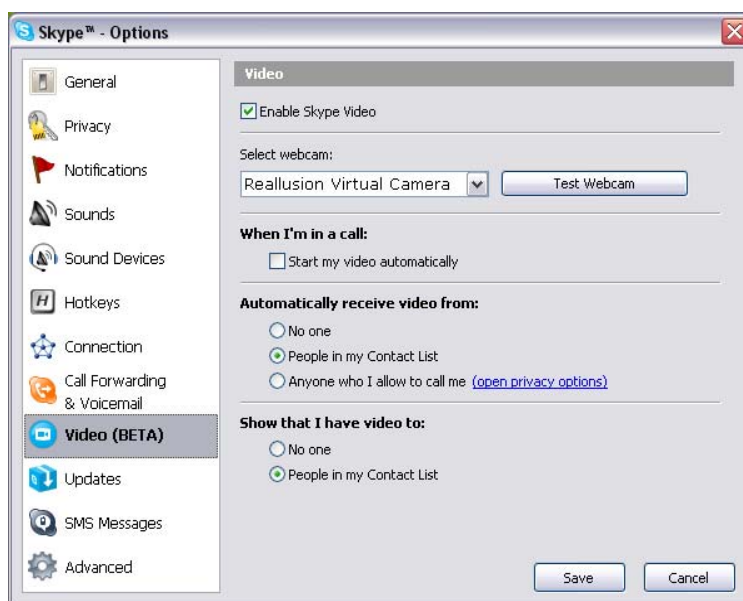 Skype™ - Options
General
Privacy
Notifications
Sounds
Sound Devices
Hotkeys
Connection
Call Forwarding
& Voicemail
Video (BETA)
Updates
SMS Messages
Advanced
Video
Enable Skype Video
Select webcam:
Reallusion Virtual Camera
Test Webcam
When I'm in a call:
Start my video automatically
Automatically receive video from:
No one
People in my Contact List
Anyone who I allow to call me (open privacy options)
Show that I have video to:
No one
People in my Contact List
Save Cancel